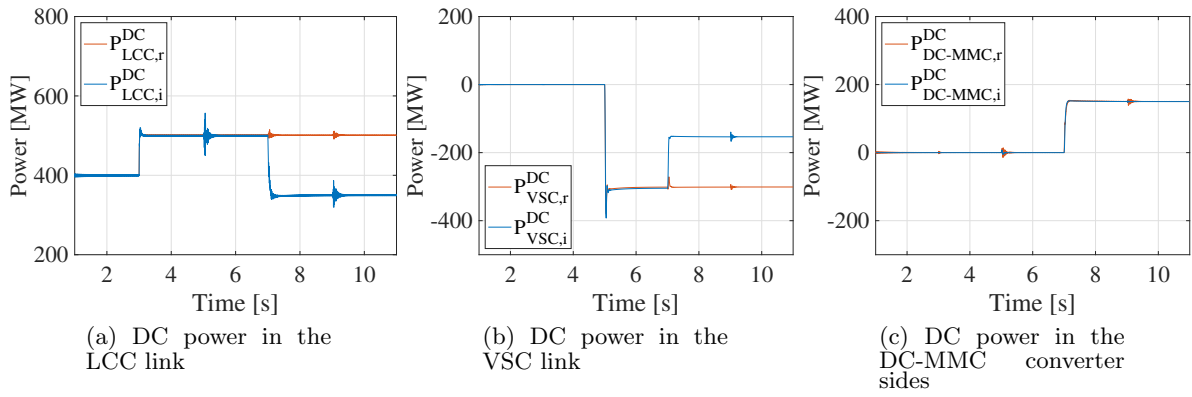 800
600
400
200
Power [MW]
P^DC_LCC,r
P^DC_LCC,i
2 4 6 8 10
Time [s]
(a) DC power in the
LCC link
200
0
-200
-400
Power [MW]
P^DC_VSC,r
P^DC_VSC,i
2 4 6 8 10
Time [s]
(b) DC power in the
VSC link
400
200
0
-200
Power [MW]
P^DC_DC-MMC,r
P^DC_DC-MMC,i
2 4 6 8 10
Time [s]
(c) DC power in the
DC-MMC converter
sides